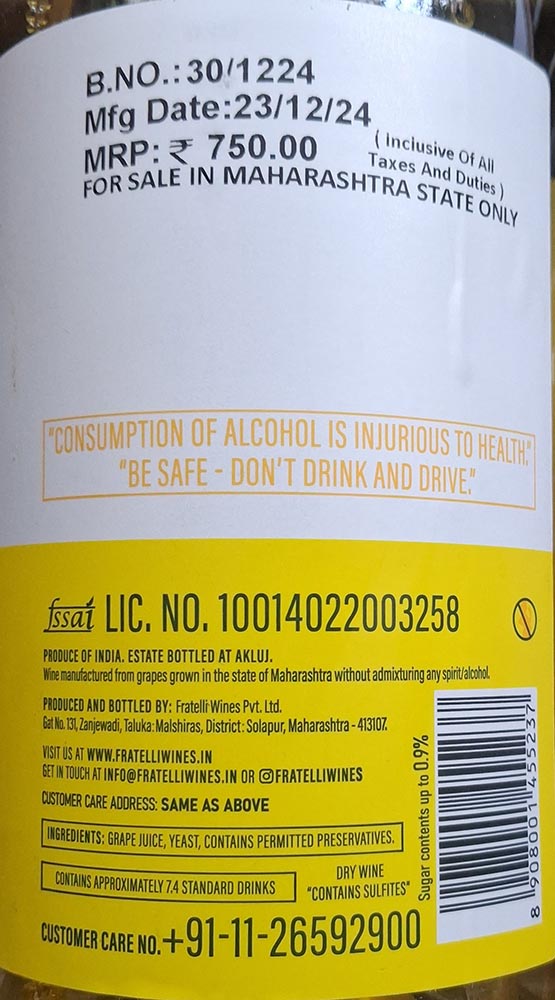 B.NO.:30/1224
Mfg Date:23/12/24
MRP: ₹ 750.00 ( Inclusive Of All
Taxes And Duties )
FOR SALE IN MAHARASHTRA STATE ONLY
"CONSUMPTION OF ALCOHOL IS INJURIOUS TO HEALTH."
"BE SAFE - DON'T DRINK AND DRIVE."
fssai LIC. NO. 10014022003258
PRODUCE OF INDIA. ESTATE BOTTLED AT AKLUJ.
Wine manufactured from grapes grown in the state of Maharashtra without admixturing any spirit/alcohol.
PRODUCED AND BOTTLED BY: Fratelli Wines Pvt. Ltd.
Gat No. 131, Zanjewadi, Taluka: Malshiras, District: Solapur, Maharashtra - 413107.
VISIT US AT WWW.FRATELLIWINES.IN
GET IN TOUCH AT INFO@FRATELLIWINES.IN OR FRATELLIWINES
CUSTOMER CARE ADDRESS: SAME AS ABOVE
INGREDIENTS: GRAPE JUICE, YEAST, CONTAINS PERMITTED PRESERVATIVES.
CONTAINS APPROXIMATELY 7.4 STANDARD DRINKS
DRY WINE
"CONTAINS SULFITES"
CUSTOMER CARE NO.+91-11-26592900
Sugar contents up to 0.9%
8 908001 455237